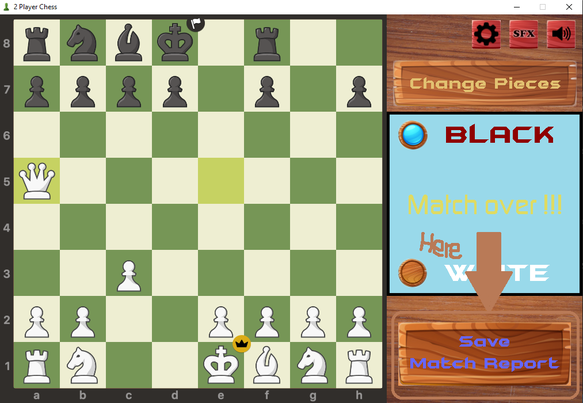 2 Player Chess
8
SFX
7
Change Pieces
6
BLACK
5
Match over !!!
4
Here
3
2
Save
Match Report
1
a b c d e f g h